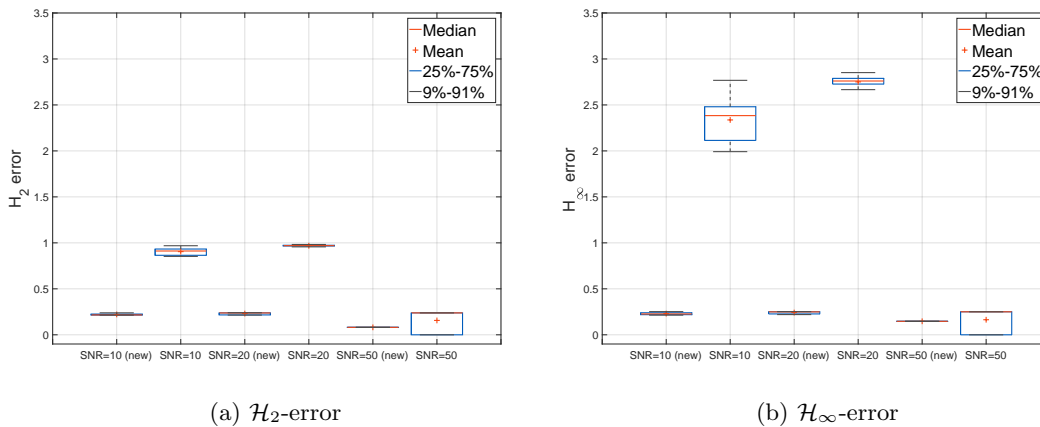 3.5
3
2.5
2
1.5
1
0.5
0
H2 error
Median
Mean
25%-75%
9%-91%
SNR=10 (new) SNR=10 SNR=20 (new) SNR=20 SNR=50 (new) SNR=50
(a) H2-error
3.5
3
2.5
2
1.5
1
0.5
0
H∞ error
Median
Mean
25%-75%
9%-91%
SNR=10 (new) SNR=10 SNR=20 (new) SNR=20 SNR=50 (new) SNR=50
(b) H∞-error